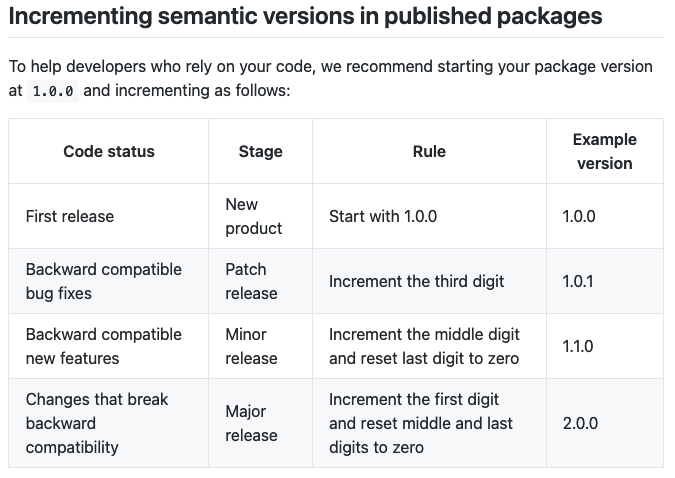 Incrementing semantic versions in published packages
To help developers who rely on your code, we recommend starting your package version
at 1.0.0 and incrementing as follows:
Code status
Stage
Rule
Example
version
First release
New
product
Start with 1.0.0
1.0.0
Backward compatible
bug fixes
Patch
release
Increment the third digit
1.0.1
Backward compatible
new features
Minor
release
Increment the middle digit
and reset last digit to zero
1.1.0
Changes that break
backward
compatibility
Major
release
Increment the first digit
and reset middle and last
digits to zero
2.0.0